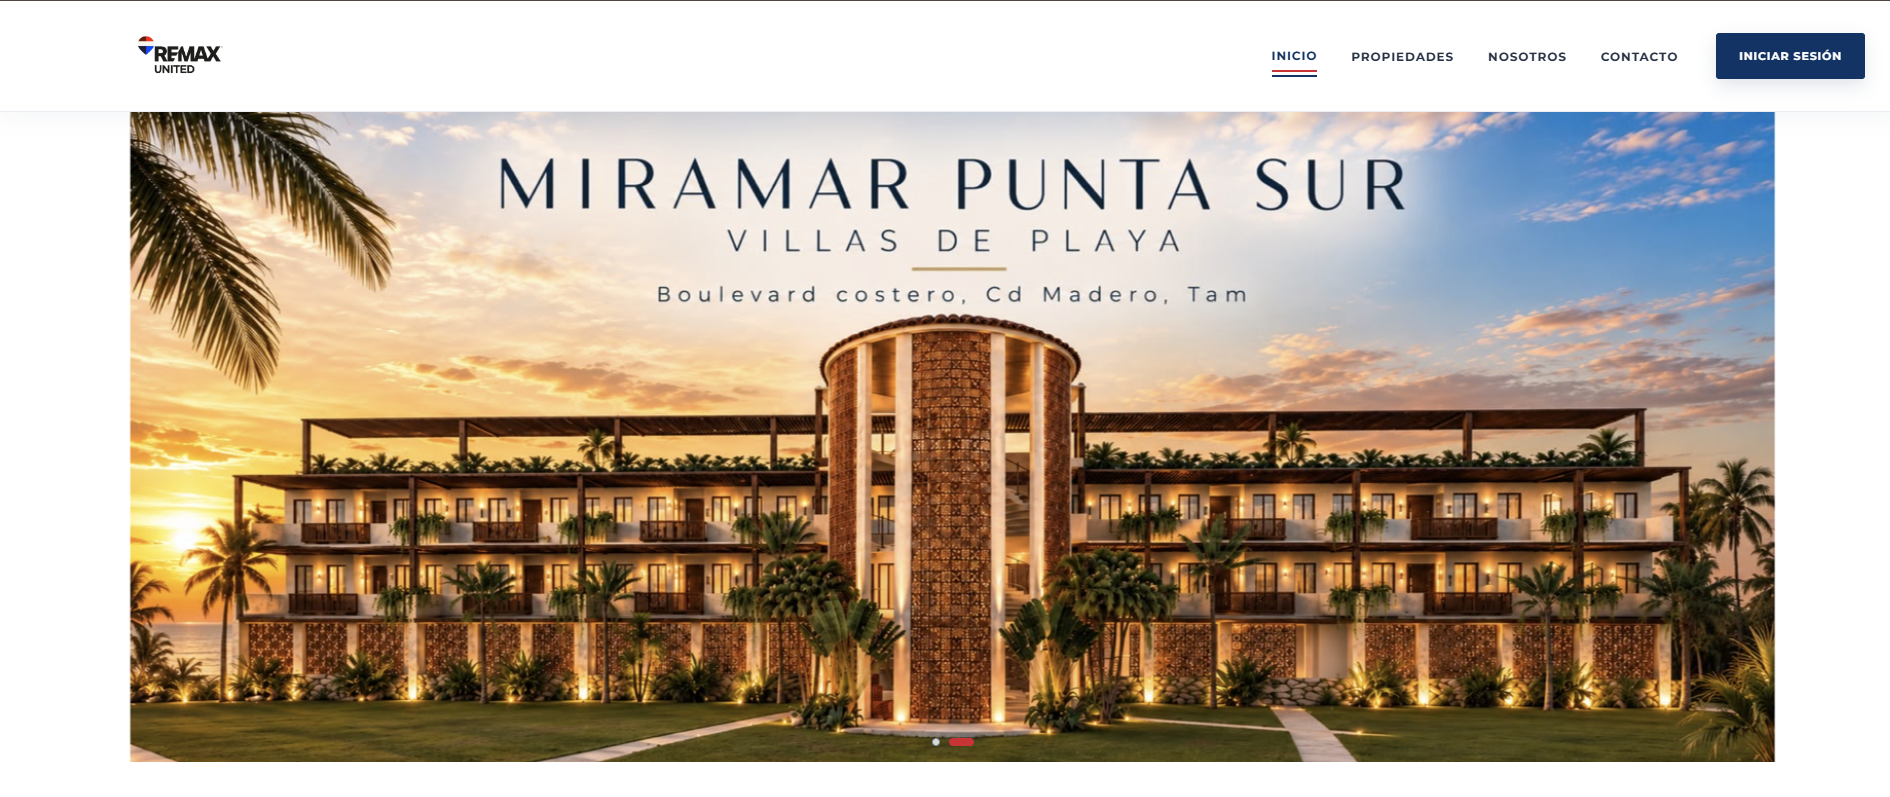 REMAX
UNITED
INICIO
PROPIEDADES
NOSOTROS
CONTACTO
INICIAR SESIÓN
MIRAMAR PUNTA SUR
VILLAS DE PLAYA
Boulevard costero, Cd Madero, Tam